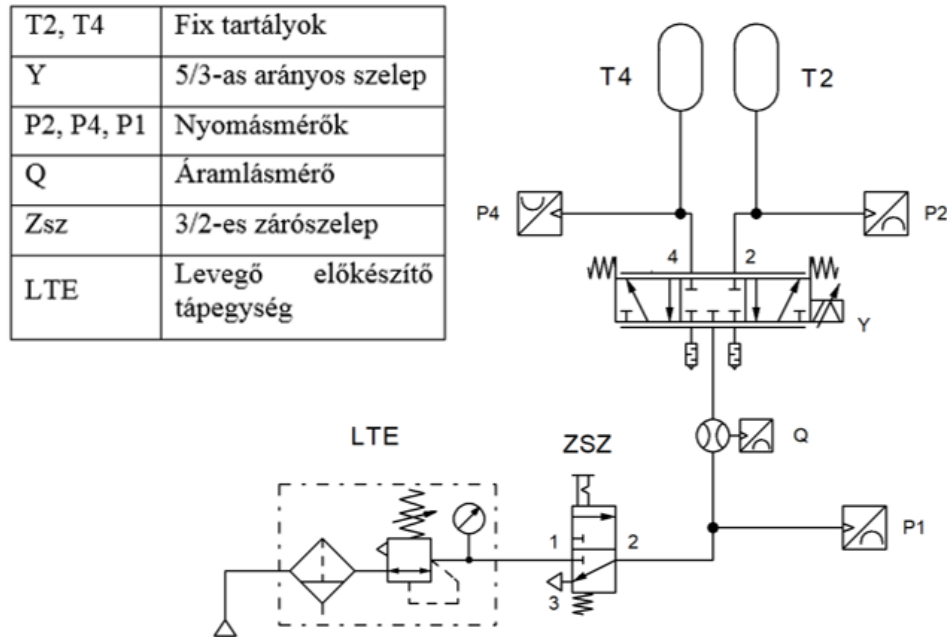 T2, T4 Fix tartályok
Y 5/3-as arányos szelep
P2, P4, P1 Nyomásmérők
Q Áramlásmérő
Zsz 3/2-es zárószelep
LTE Levegő előkészítő
tápegység
T4 T2
P4 P2
4 2
Y
LTE ZSZ Q
1 2 P1
3